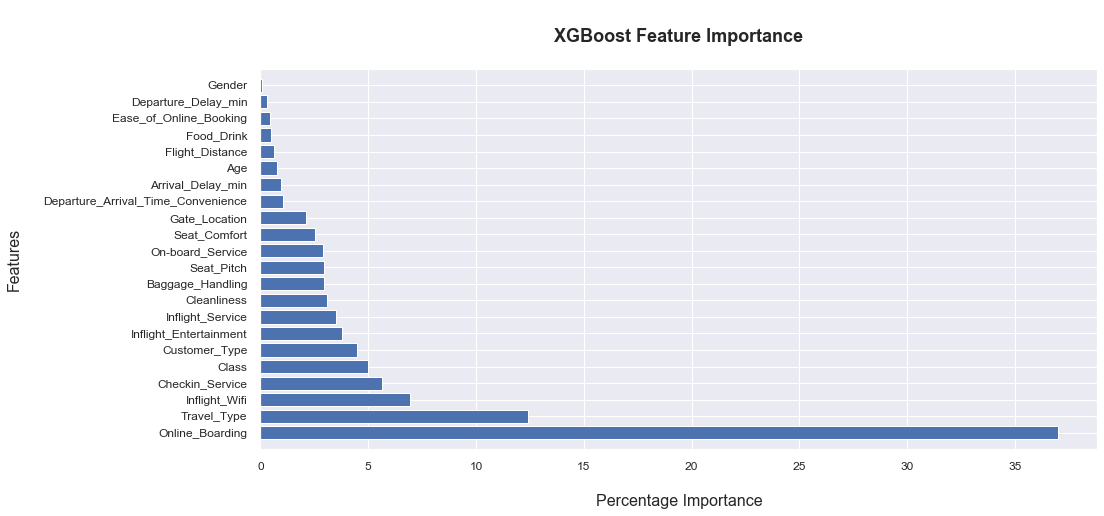 XGBoost Feature Importance
Features
Gender
Departure_Delay_min
Ease_of_Online_Booking
Food_Drink
Flight_Distance
Age
Arrival_Delay_min
Departure_Arrival_Time_Convenience
Gate_Location
Seat_Comfort
On-board_Service
Seat_Pitch
Baggage_Handling
Cleanliness
Inflight_Service
Inflight_Entertainment
Customer_Type
Class
Checkin_Service
Inflight_Wifi
Travel_Type
Online_Boarding
0 5 10 15 20 25 30 35
Percentage Importance